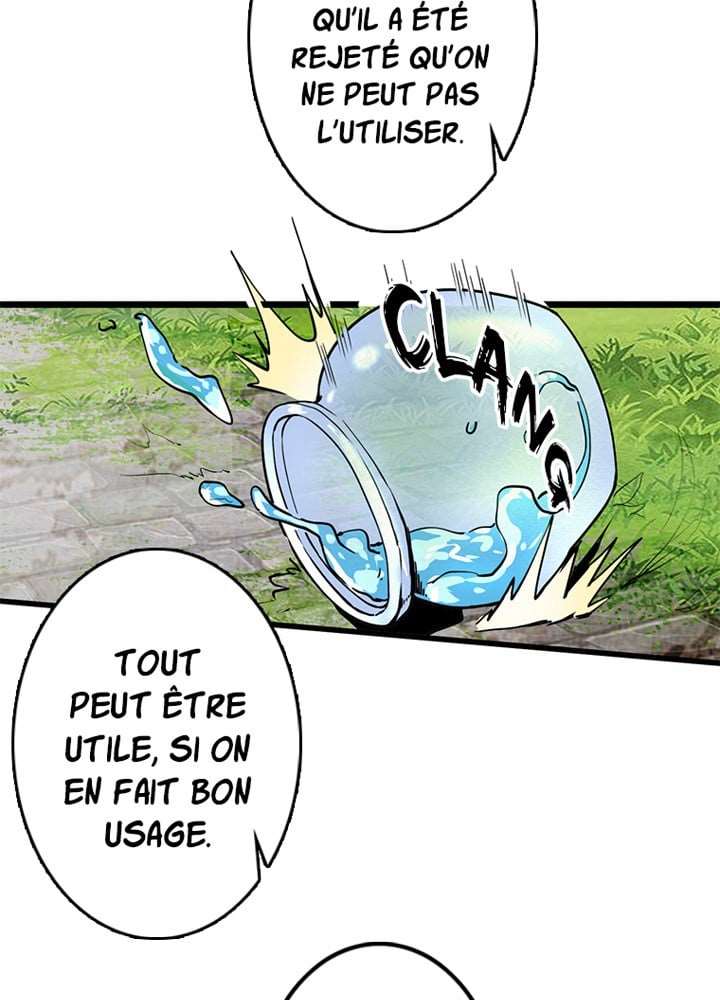 QU'IL A ÉTÉ
REJETÉ QU'ON
NE PEUT PAS
L'UTILISER.
CLANG
TOUT
PEUT ÊTRE
UTILE, SI ON
EN FAIT BON
USAGE.